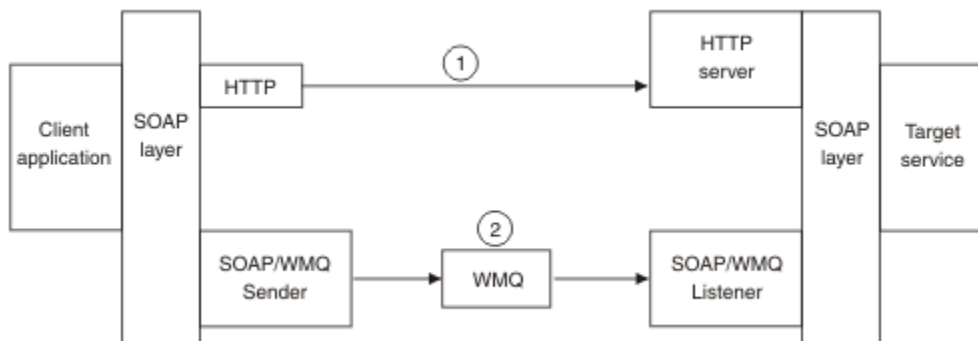 Client
application
SOAP
layer
HTTP
1
HTTP
server
SOAP
layer
Target
service
SOAP/WMQ
Sender
2
WMQ
SOAP/WMQ
Listener